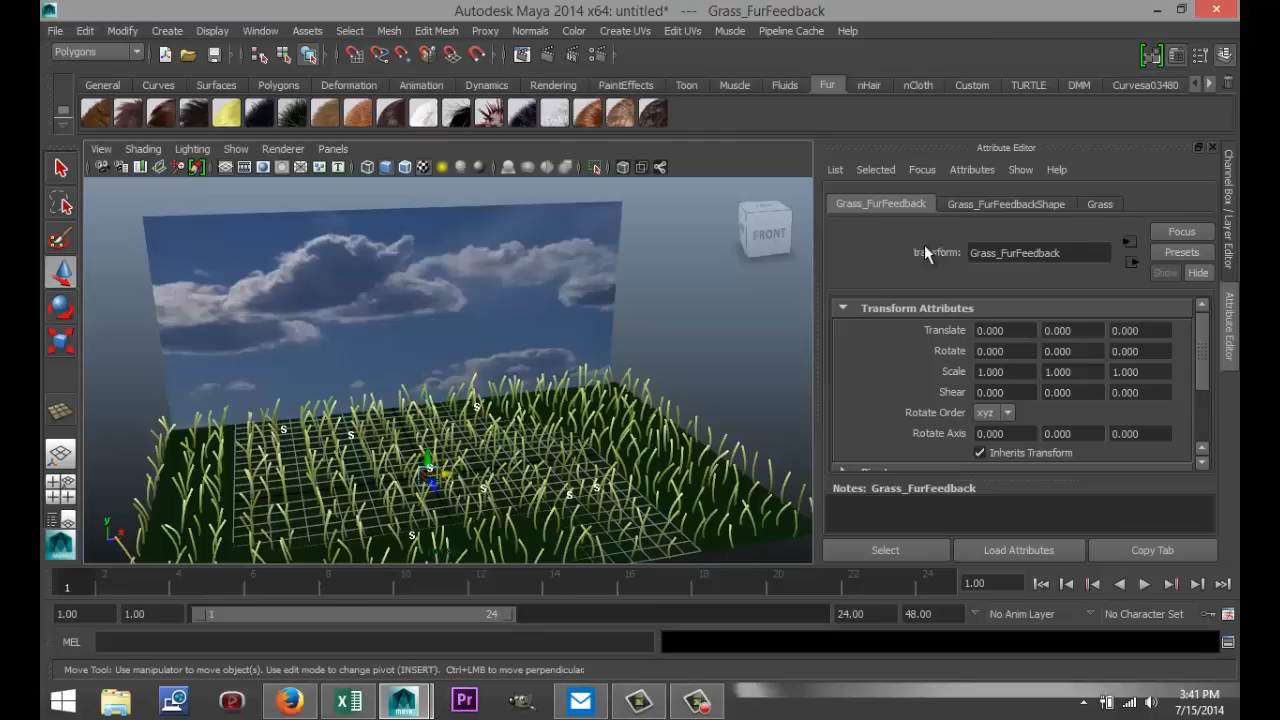 Autodesk Maya 2014 x64: untitled* --- Grass_FurFeedback
File Edit Modify Create Display Window Assets Select Mesh Edit Mesh Proxy Normals Color Create UVs Edit UVs Muscle Pipeline Cache Help
Polygons
General Curves Surfaces Polygons Deformation Animation Dynamics Rendering PaintEffects Toon Muscle Fluids Fur nHair nCloth Custom TURTLE DMM Curvesa03480
View Shading Lighting Show Renderer Panels
FRONT
S
S
S
S
S
S
S
S
y
x
Attribute Editor
List Selected Focus Attributes Show Help
Grass_FurFeedback Grass_FurFeedbackShape Grass
transform: Grass_FurFeedback
Focus
Presets
Show Hide
Transform Attributes
Translate 0.000 0.000 0.000
Rotate 0.000 0.000 0.000
Scale 1.000 1.000 1.000
Shear 0.000 0.000 0.000
Rotate Order xyz
Rotate Axis 0.000 0.000 0.000
Inherits Transform
Notes: Grass_FurFeedback
Select Load Attributes Copy Tab
Channel Box / Layer Editor
Attribute Editor
1 2 4 6 8 10 12 14 16 18 20 22 24 1.00
1.00 1.00 1 24 24.00 48.00 No Anim Layer No Character Set
MEL
Move Tool: Use manipulator to move object(s). Use edit mode to change pivot (INSERT). Ctrl+LMB to move perpendicular.
MAYA
Pr
3:41 PM
7/15/2014